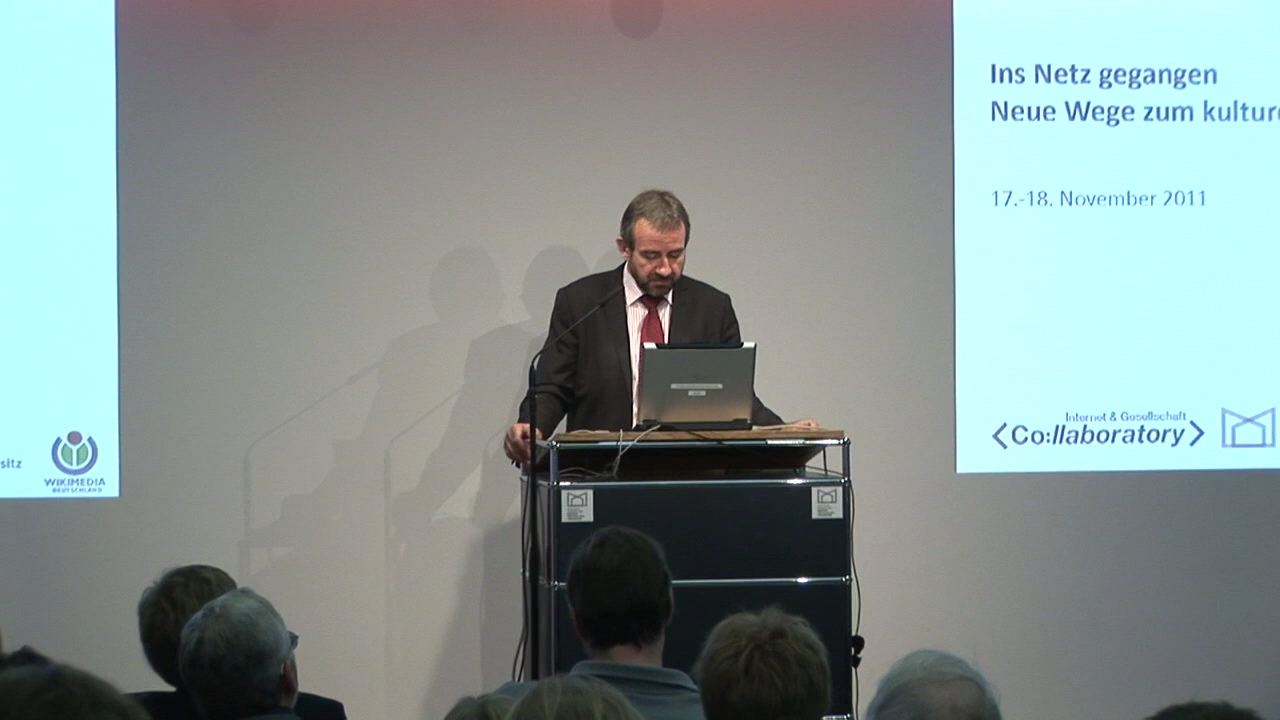 sitz
WIKIMEDIA
DEUTSCHLAND
Ins Netz gegangen
Neue Wege zum kultur
17.-18. November 2011
Internet & Gesellschaft
<Co:llaboratory>